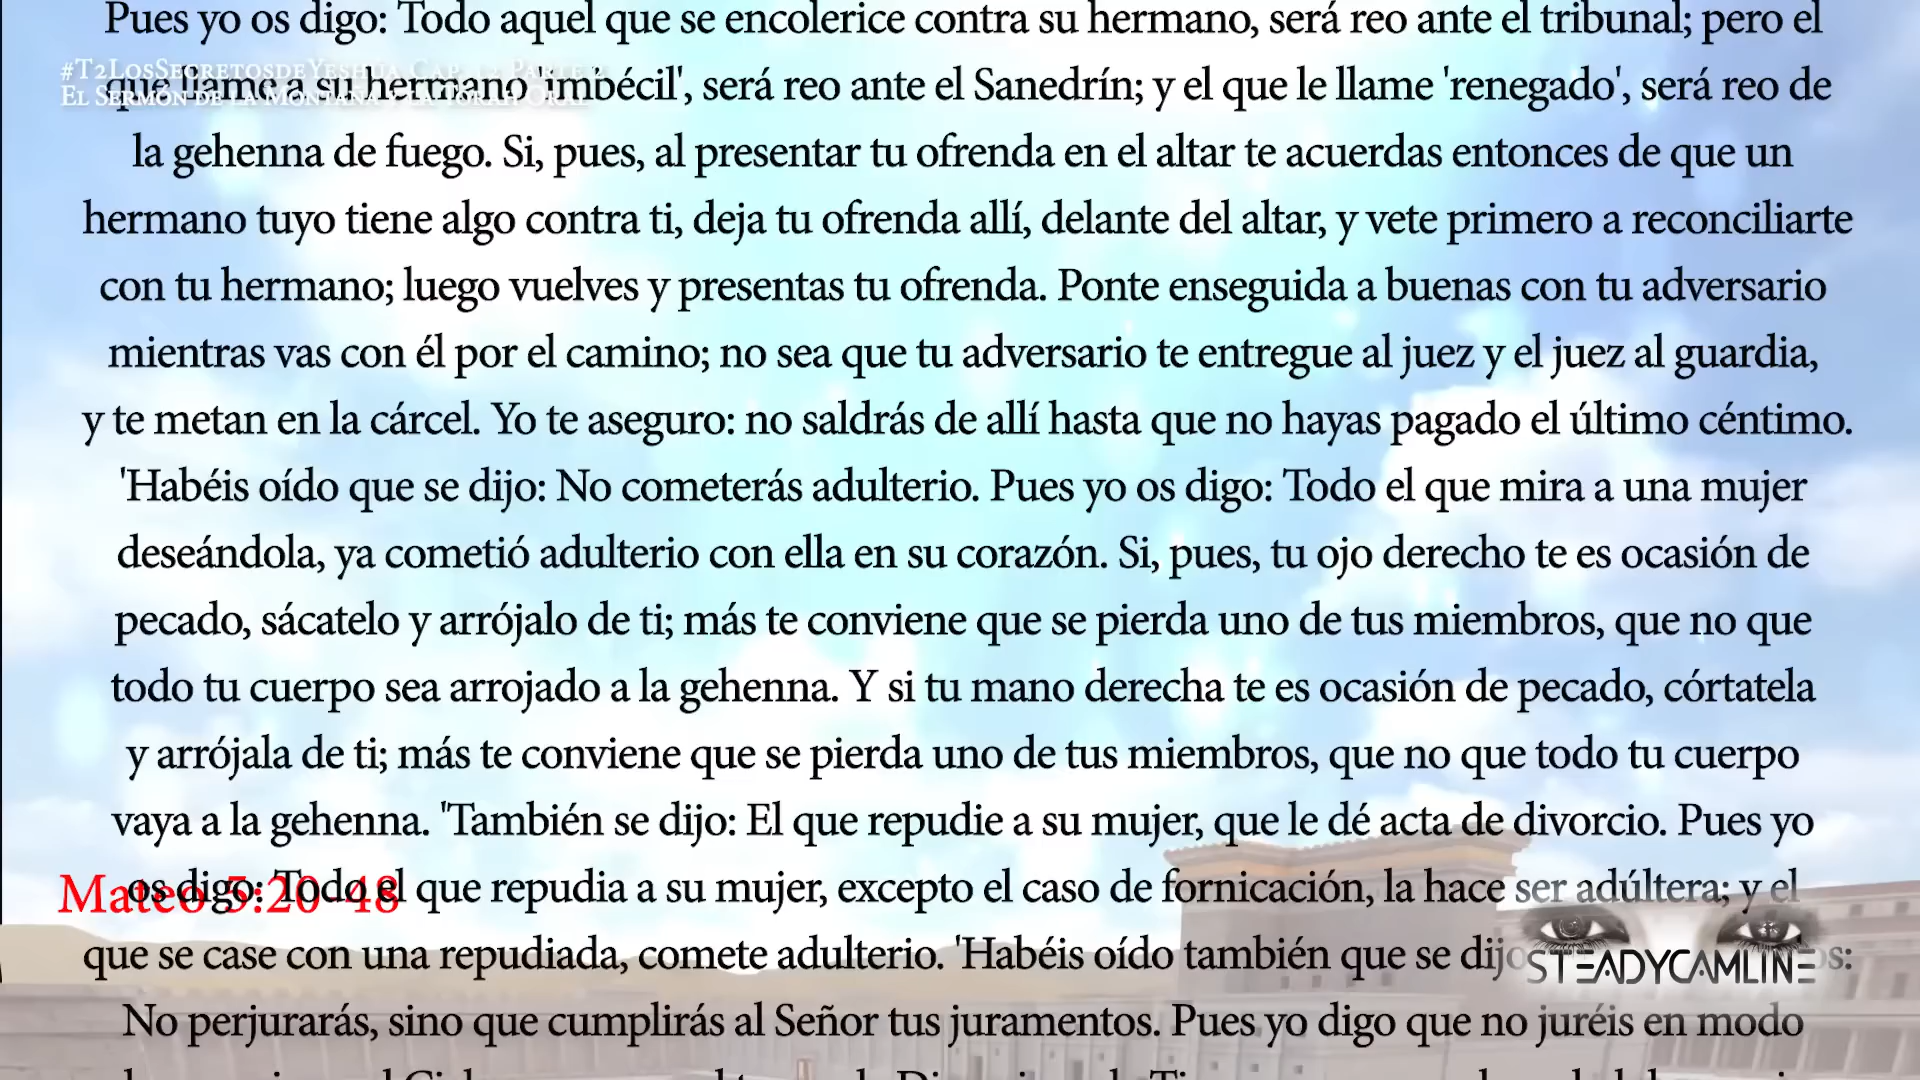 Pues yo os digo: Todo aquel que se encolerice contra su hermano, será reo ante el tribunal; pero el
#T2LosSecretosdeYeshua Cap. 12 Parte 2
que llame a su hermano 'imbécil', será reo ante el Sanedrín; y el que le llame 'renegado', será reo de
El Sermón de la Montaña y la Torah Oral
la gehenna de fuego. Si, pues, al presentar tu ofrenda en el altar te acuerdas entonces de que un
hermano tuyo tiene algo contra ti, deja tu ofrenda allí, delante del altar, y vete primero a reconciliarte
con tu hermano; luego vuelves y presentas tu ofrenda. Ponte enseguida a buenas con tu adversario
mientras vas con él por el camino; no sea que tu adversario te entregue al juez y el juez al guardia,
y te metan en la cárcel. Yo te aseguro: no saldrás de allí hasta que no hayas pagado el último céntimo.
'Habéis oído que se dijo: No cometerás adulterio. Pues yo os digo: Todo el que mira a una mujer
deseándola, ya cometió adulterio con ella en su corazón. Si, pues, tu ojo derecho te es ocasión de
pecado, sácatelo y arrójalo de ti; más te conviene que se pierda uno de tus miembros, que no que
todo tu cuerpo sea arrojado a la gehenna. Y si tu mano derecha te es ocasión de pecado, córtatela
y arrójala de ti; más te conviene que se pierda uno de tus miembros, que no que todo tu cuerpo
vaya a la gehenna. 'También se dijo: El que repudie a su mujer, que le dé acta de divorcio. Pues yo
os digo: Todo el que repudia a su mujer, excepto el caso de fornicación, la hace ser adúltera; y el
Mateo 5:20-48
que se case con una repudiada, comete adulterio. 'Habéis oído también que se dijo
STEADYCAMLINE
No perjurarás, sino que cumplirás al Señor tus juramentos. Pues yo digo que no juréis en modo